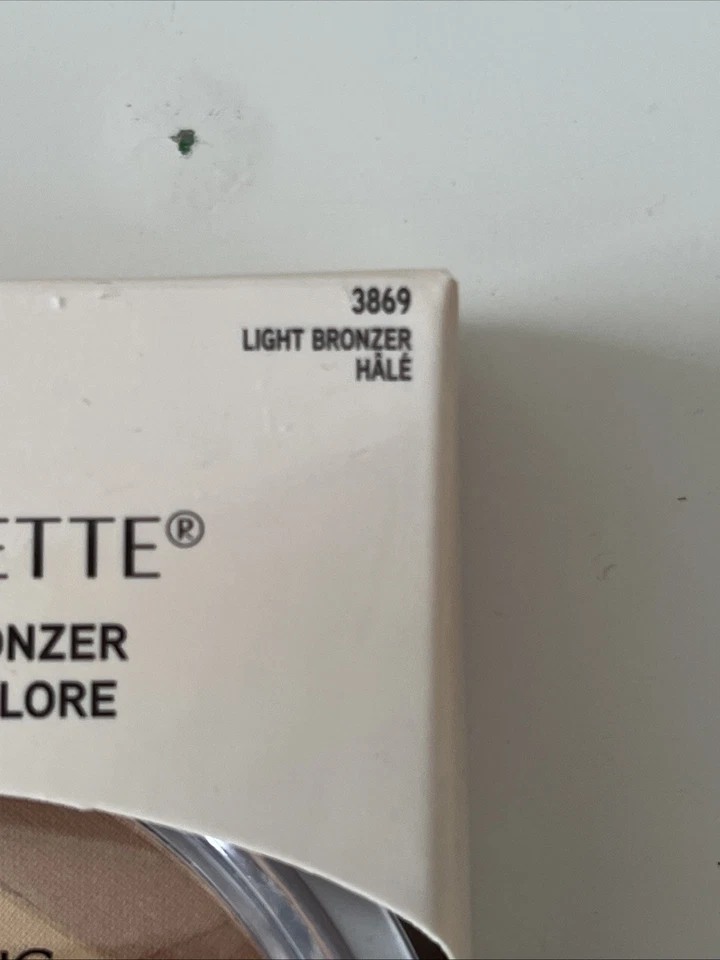 3869
LIGHT BRONZER
HÂLÉ
ETTE®
ONZER
LORE